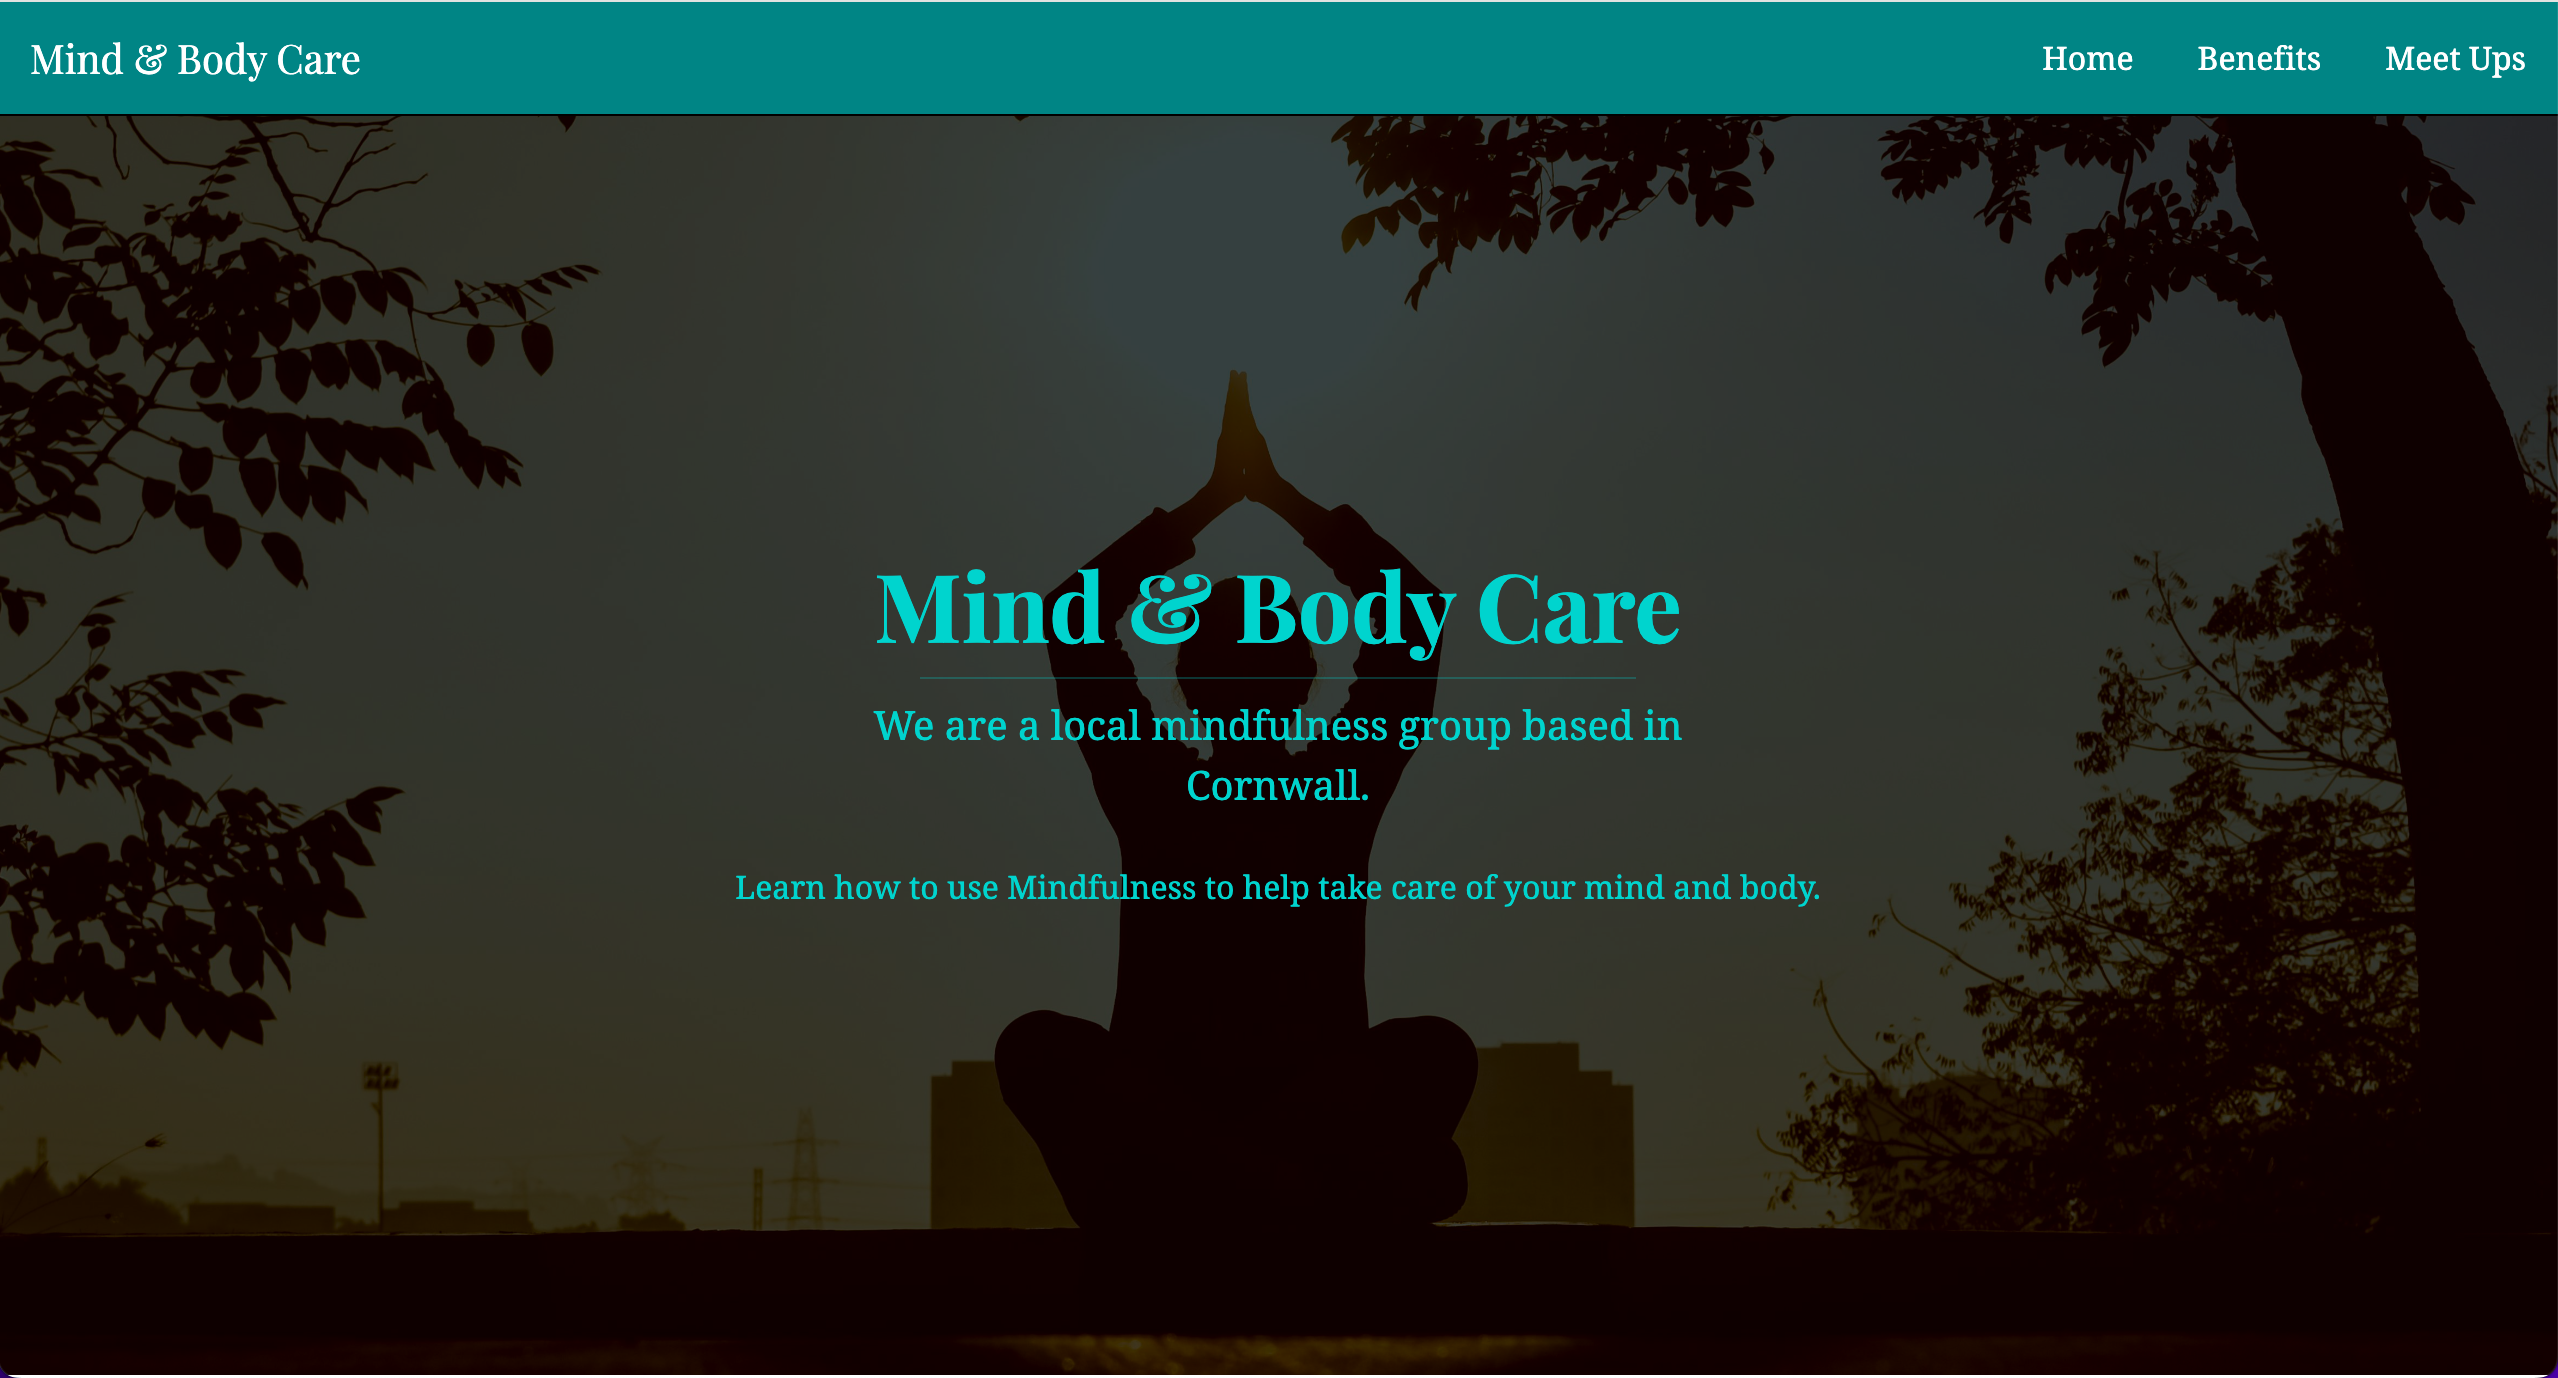 Mind & Body Care
Home Benefits Meet Ups
Mind & Body Care
We are a local mindfulness group based in
Cornwall.
Learn how to use Mindfulness to help take care of your mind and body.